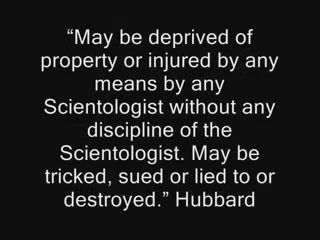 “May be deprived of
property or injured by any
means by any
Scientologist without any
discipline of the
Scientologist. May be
tricked, sued or lied to or
destroyed.” Hubbard